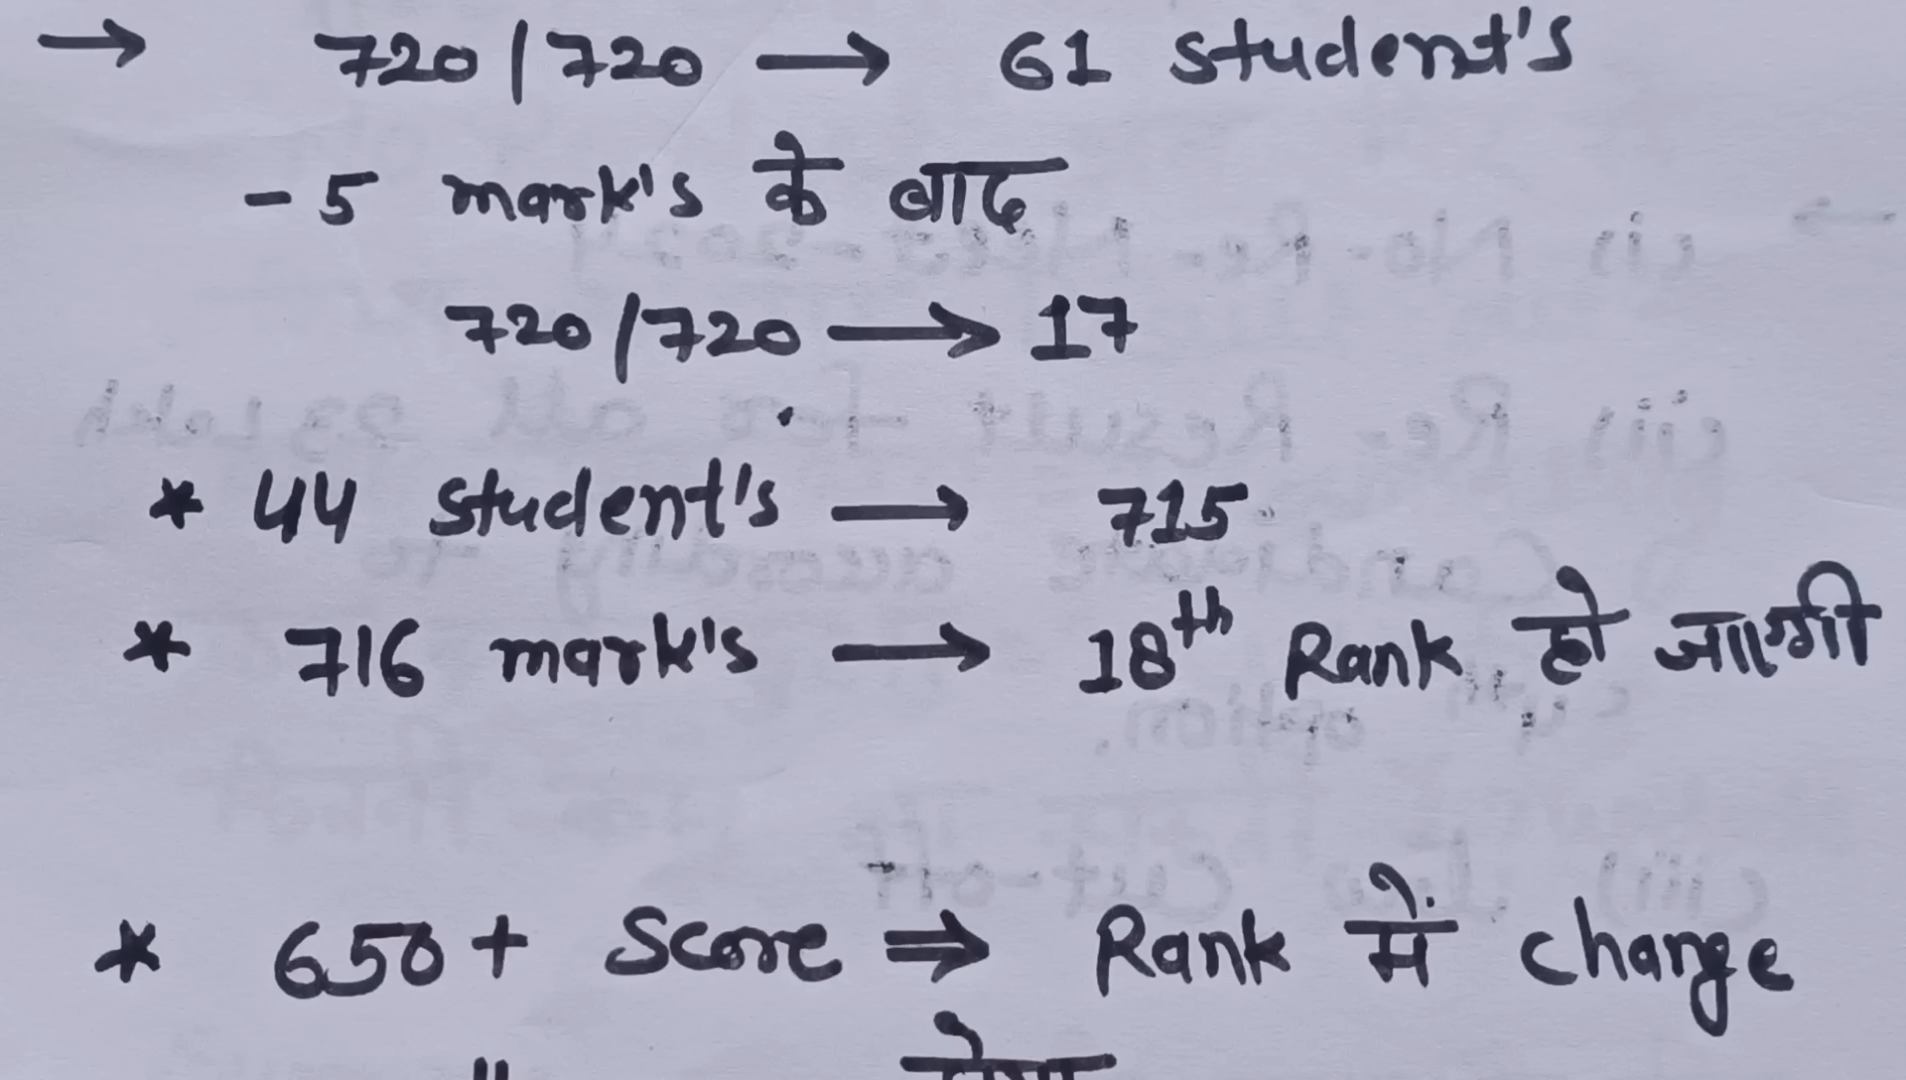 → 720/720 → 61 student's
-5 mark's के बाद
720/720 → 17
* 44 student's → 715
* 716 mark's → 18th Rank हो जाएगी
* 650+ Score ⇒ Rank में change